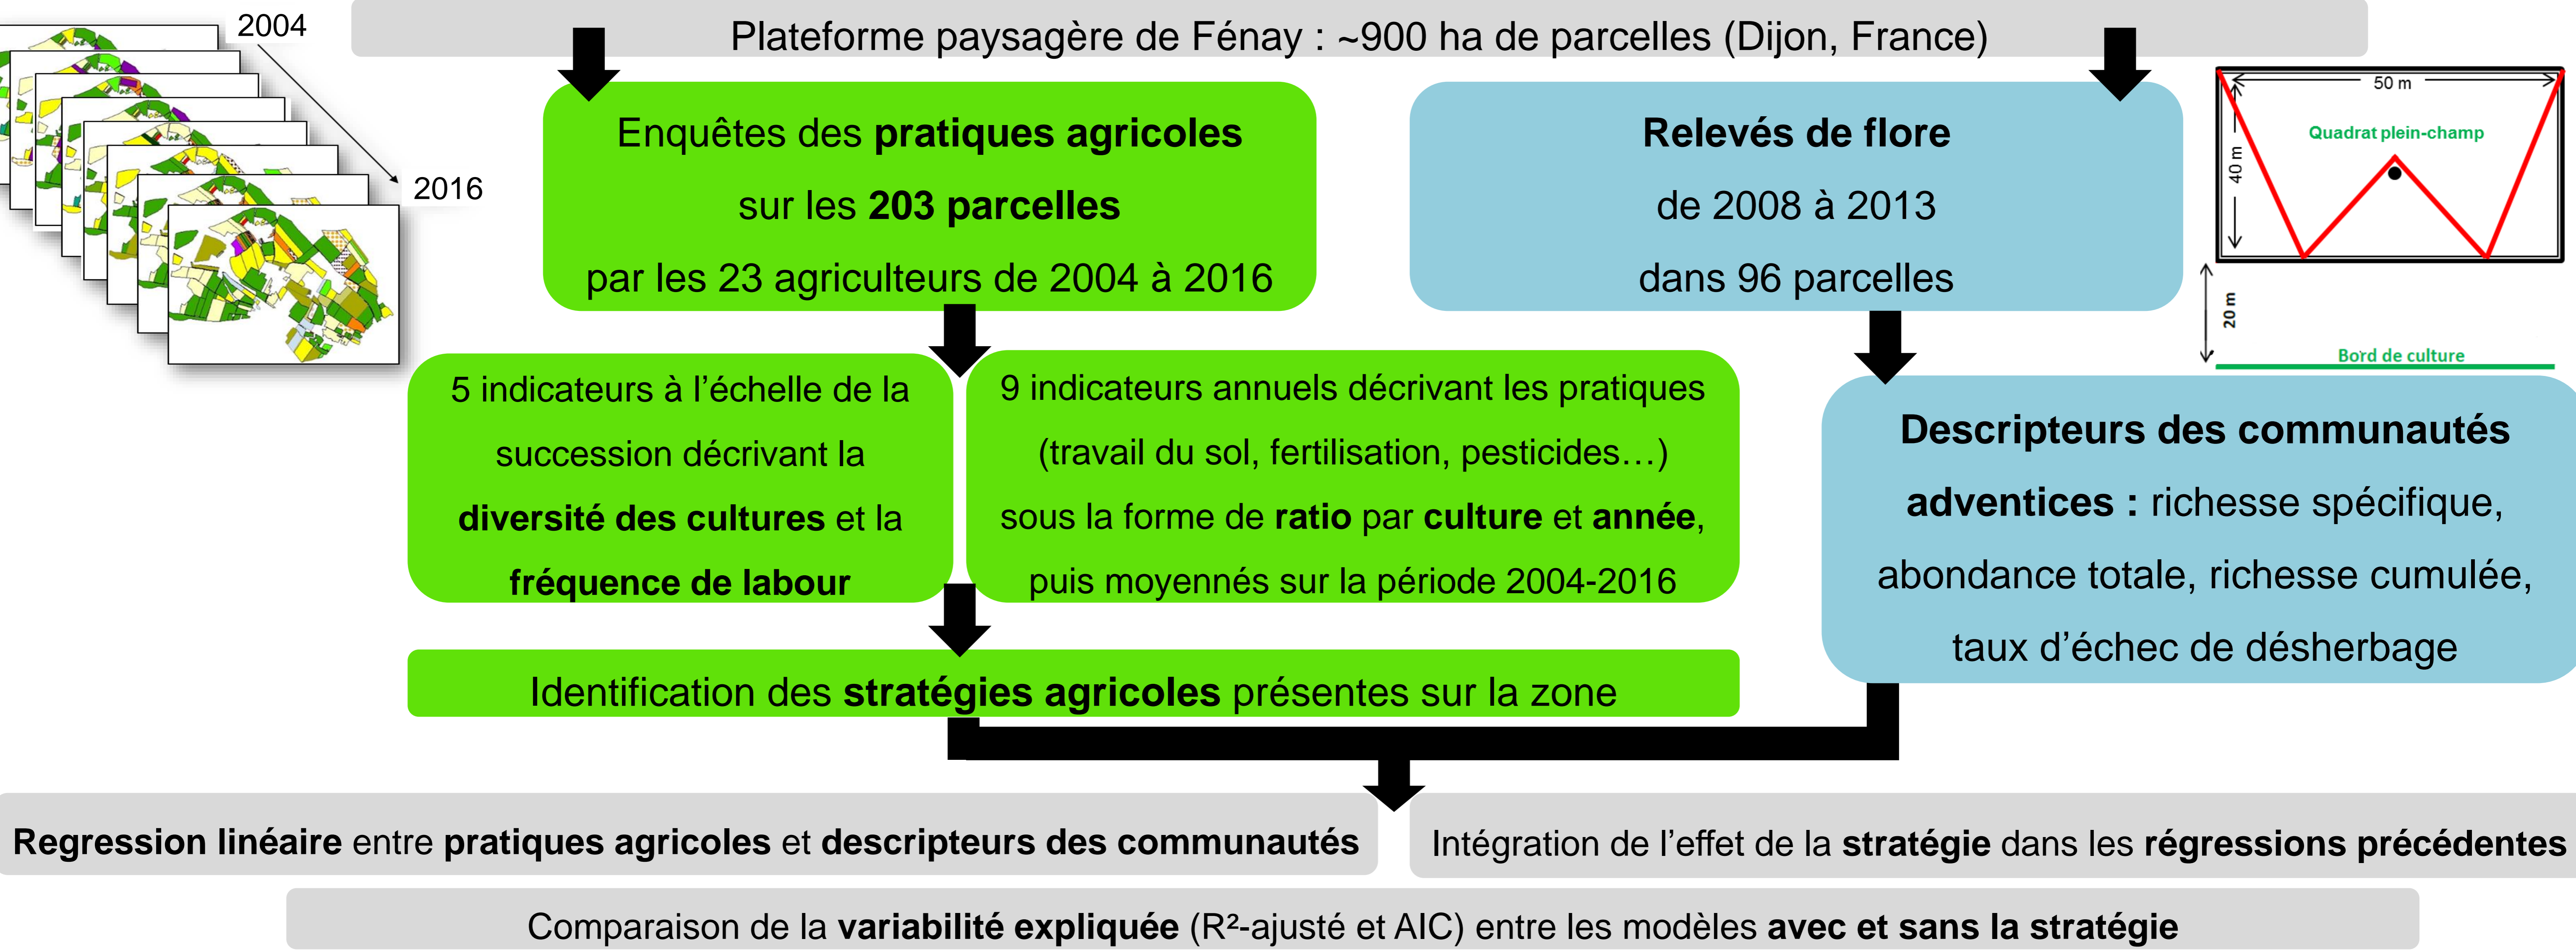 2004
2016
Plateforme paysagère de Fénay : ~900 ha de parcelles (Dijon, France)
Enquêtes des pratiques agricoles
sur les 203 parcelles
par les 23 agriculteurs de 2004 à 2016
Relevés de flore
de 2008 à 2013
dans 96 parcelles
50 m
Quadrat plein-champ
40 m
20 m
Bord de culture
5 indicateurs à l’échelle de la
succession décrivant la
diversité des cultures et la
fréquence de labour
9 indicateurs annuels décrivant les pratiques
(travail du sol, fertilisation, pesticides…)
sous la forme de ratio par culture et année,
puis moyennés sur la période 2004-2016
Descripteurs des communautés
adventices : richesse spécifique,
abondance totale, richesse cumulée,
taux d’échec de désherbage
Identification des stratégies agricoles présentes sur la zone
Regression linéaire entre pratiques agricoles et descripteurs des communautés
Intégration de l’effet de la stratégie dans les régressions précédentes
Comparaison de la variabilité expliquée (R²-ajusté et AIC) entre les modèles avec et sans la stratégie